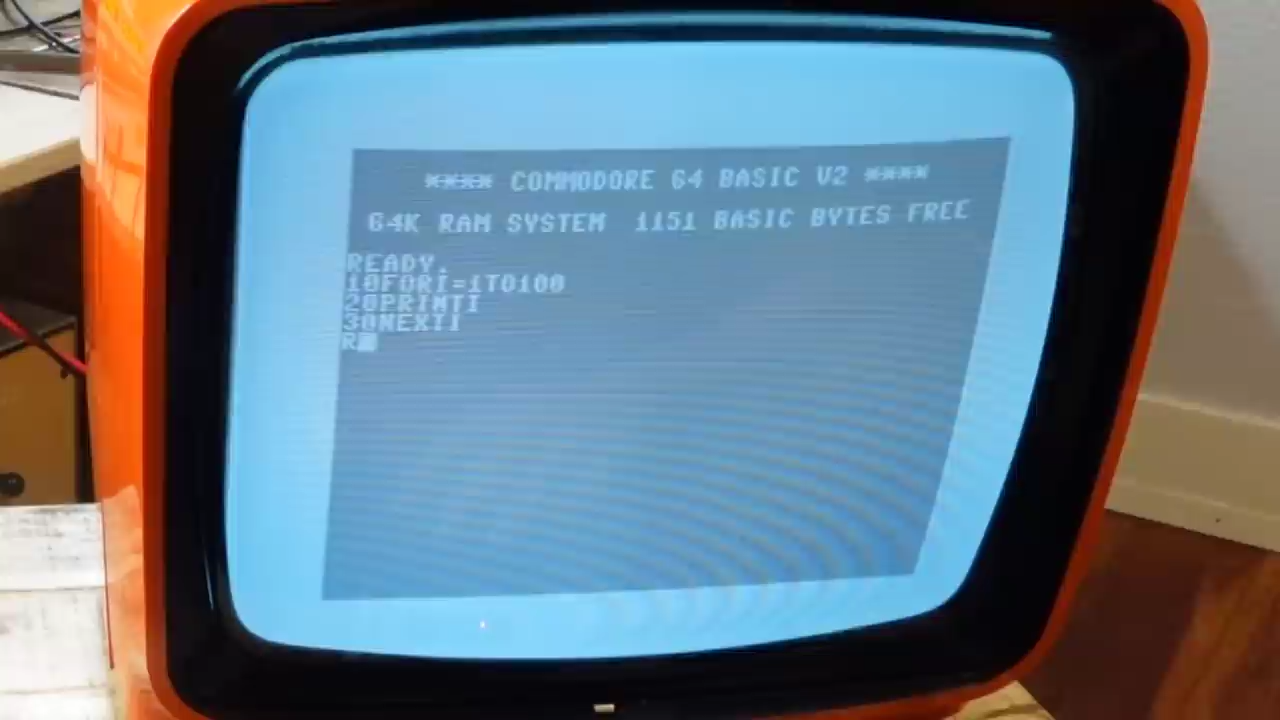 **** COMMODORE 64 BASIC V2 ****
64K RAM SYSTEM 1151 BASIC BYTES FREE
READY.
10FORI=1TO100
20PRINTI
30NEXTI
R